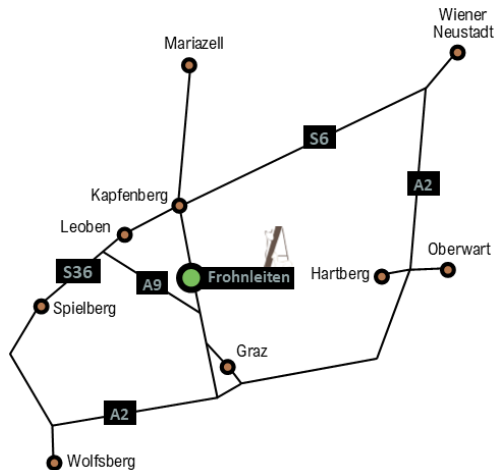 Wiener
Neustadt
Mariazell
S6
A2
Kapfenberg
Leoben
Oberwart
S36
A9
Frohnleiten
Hartberg
Spielberg
Graz
A2
Wolfsberg